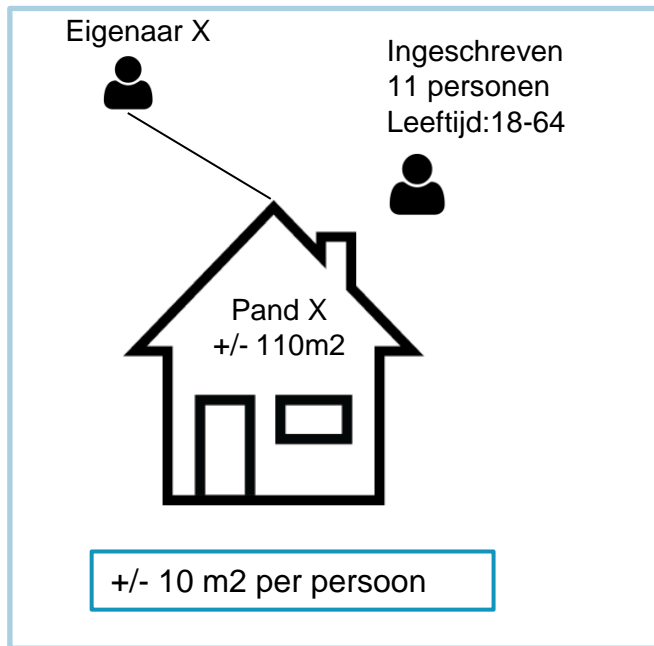 Eigenaar X
Ingeschreven
11 personen
Leeftijd:18-64
Pand X
+/- 110m2
+/- 10 m2 per persoon